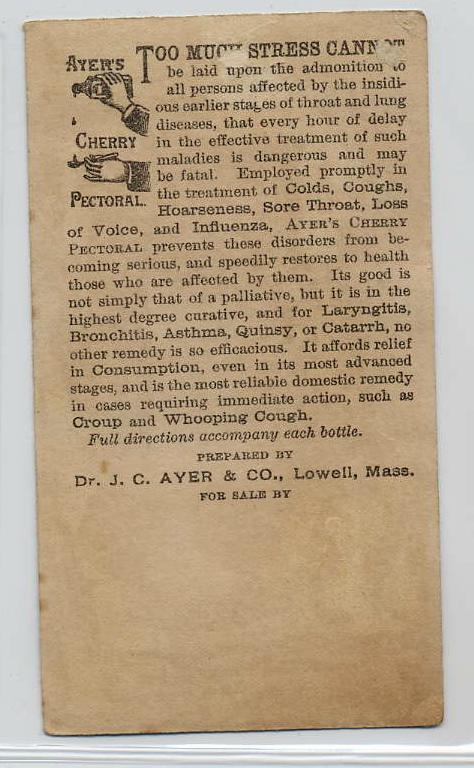 AYER'S
CHERRY
PECTORAL.
TOO MUCH STRESS CANNOT
be laid upon the admonition to
all persons affected by the insidi-
ous earlier stages of throat and lung
diseases, that every hour of delay
in the effective treatment of such
maladies is dangerous and may
be fatal. Employed promptly in
the treatment of Colds, Coughs,
Hoarseness, Sore Throat, Loss
of Voice, and Influenza, AYER'S CHERRY
PECTORAL prevents these disorders from be-
coming serious, and speedily restores to health
those who are affected by them. Its good is
not simply that of a palliative, but it is in the
highest degree curative, and for Laryngitis,
Bronchitis, Asthma, Quinsy, or Catarrh, no
other remedy is so efficacious. It affords relief
in Consumption, even in its most advanced
stages, and is the most reliable domestic remedy
in cases requiring immediate action, such as
Croup and Whooping Cough.
Full directions accompany each bottle.
PREPARED BY
Dr. J. C. AYER & CO., Lowell, Mass.
FOR SALE BY